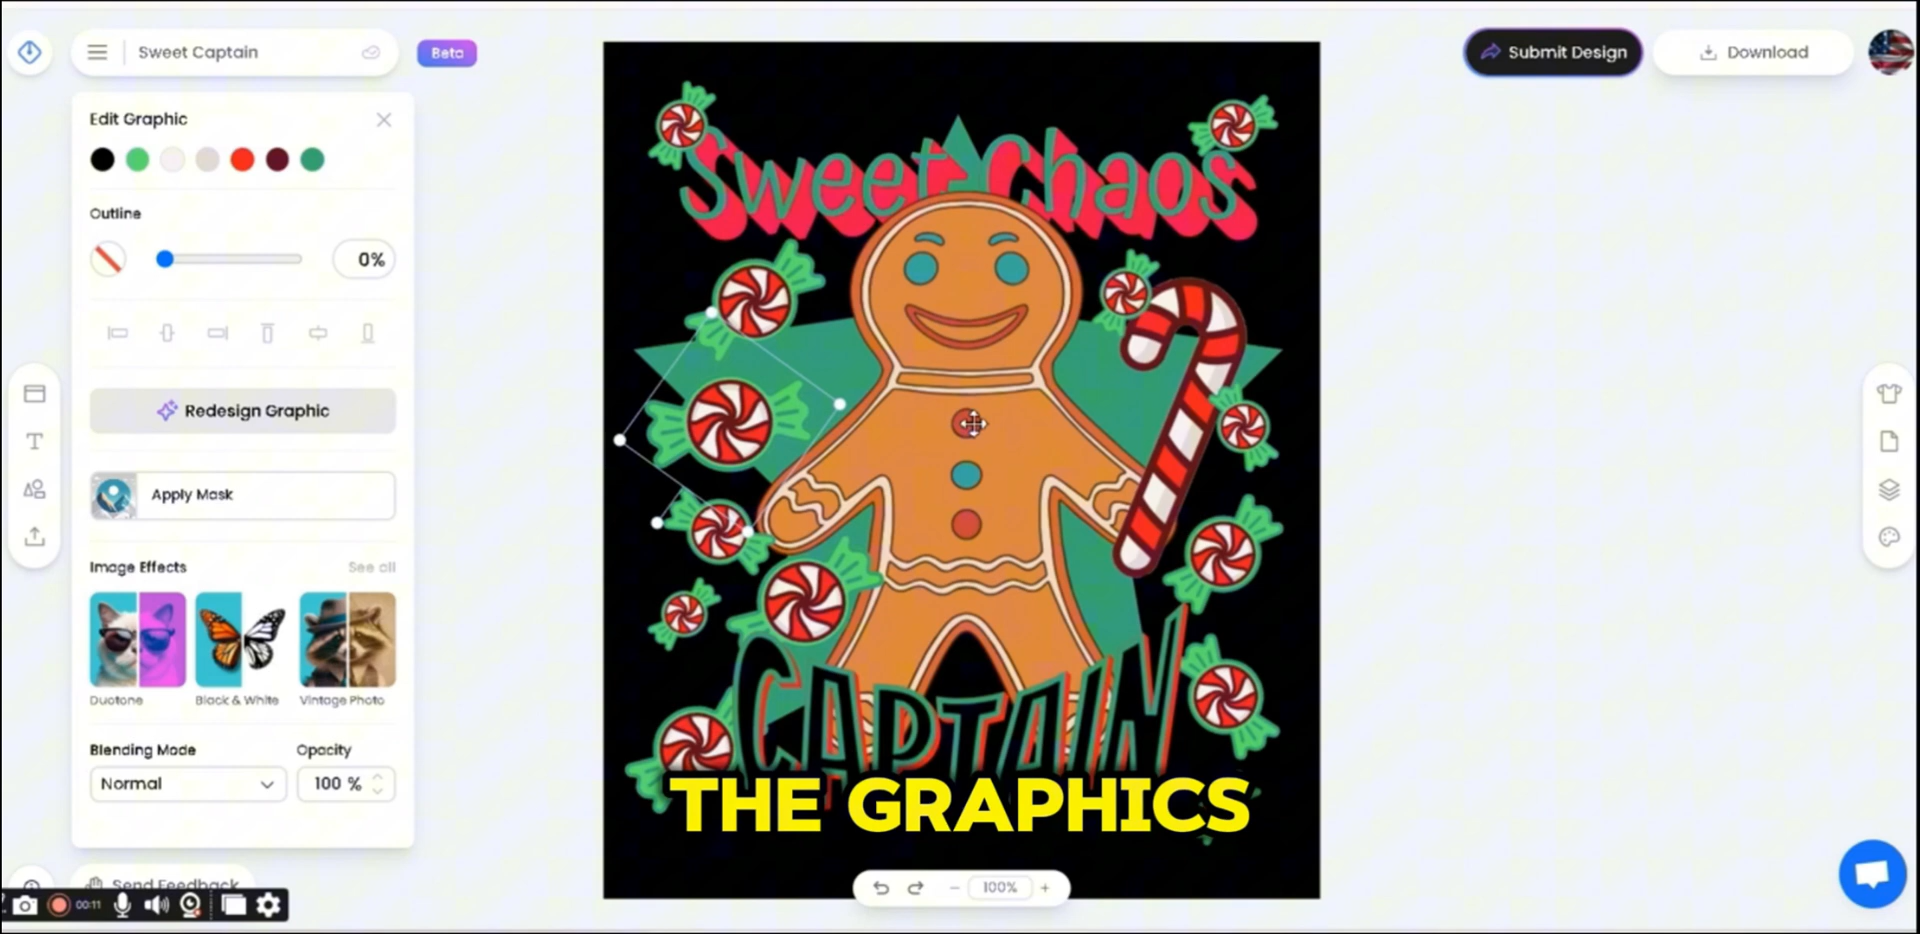 Sweet Captain
Beta
Submit Design
Download
Edit Graphic
Outline
0%
Redesign Graphic
Apply Mask
Image Effects
See all
Duotone
Black & White
Vintage Photo
Blending Mode
Opacity
Normal
100 %
Send Feedback
00:11
Sweet Chaos
CAPTAIN
THE GRAPHICS
100%